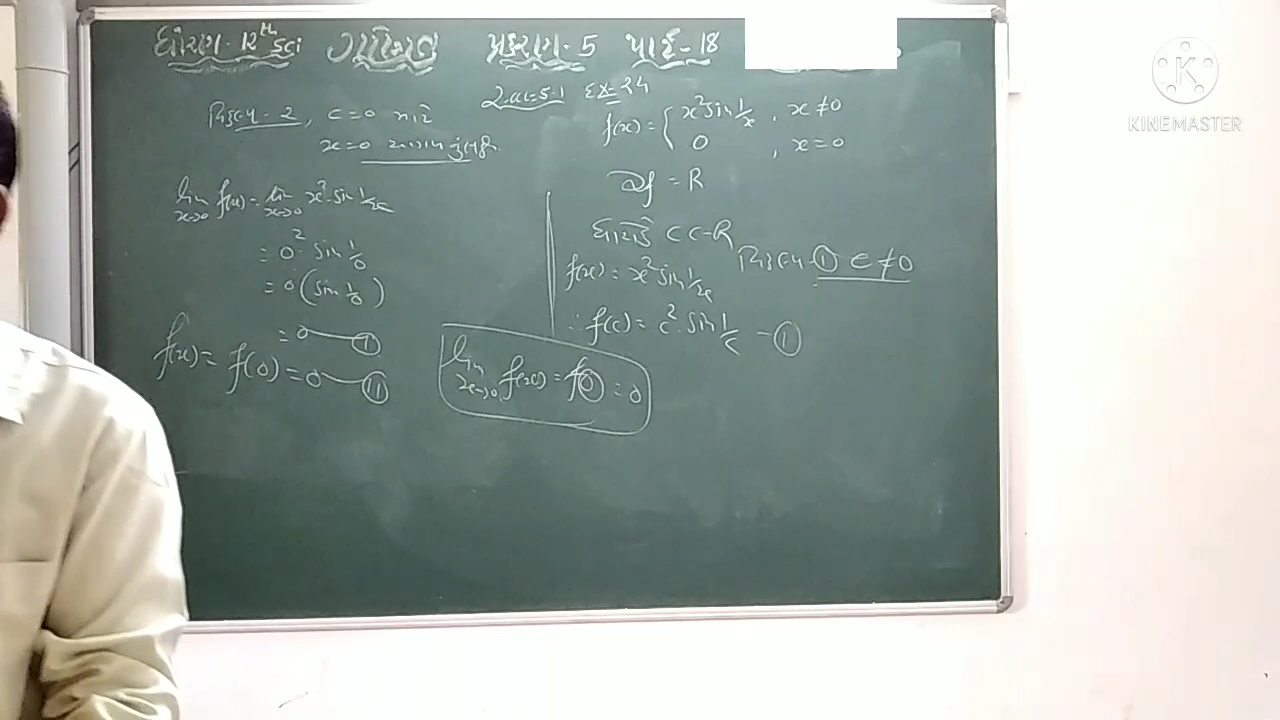 ધોરણ-12th Sci ગણિત પ્રકરણ-5 પાર્ટ-18
5.1 Ex-24
f(x) = { x² sin 1/x , x ≠ 0
0 , x = 0
Df = R
ધારો કે c ∈ R
વિકલ્પ ① c ≠ 0
f(x) = x² sin 1/x
∴ f(c) = c² sin 1/c – ①
વિકલ્પ-2, c = 0
x = 0
lim x→0 f(x) = lim x→0 x² sin 1/x
= 0² sin 1/0
= 0 (sin 1/0)
= 0 — ①
f(x) = f(0) = 0 — ⑪
lim x→0 f(x) = f(0) = 0
KINEMASTER